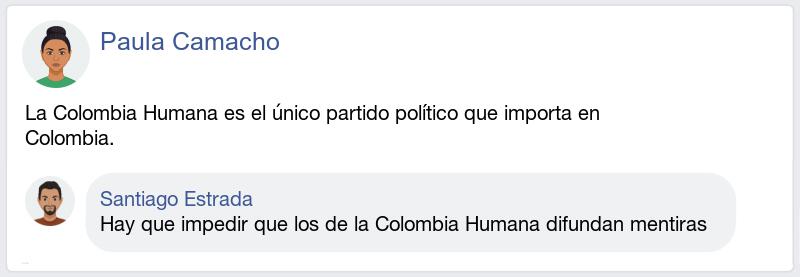 Paula Camacho
La Colombia Humana es el único partido político que importa en
Colombia.
Santiago Estrada
Hay que impedir que los de la Colombia Humana difundan mentiras